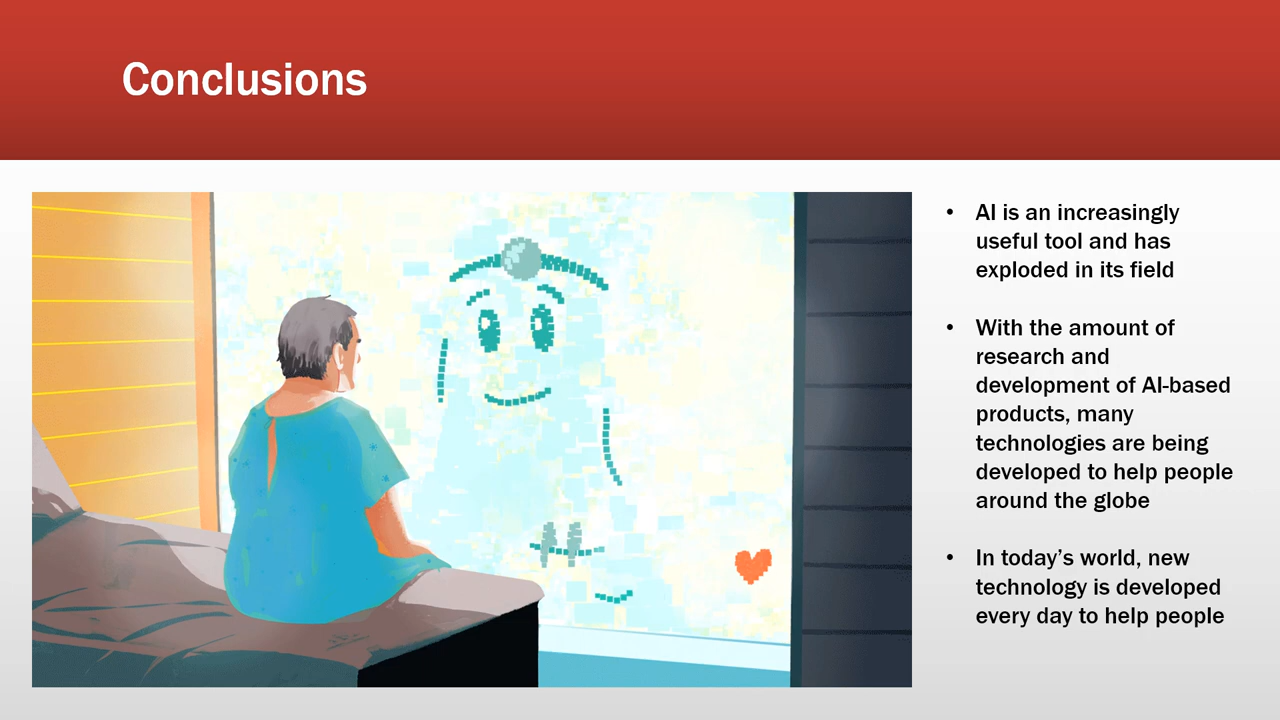 Conclusions
• AI is an increasingly
useful tool and has
exploded in its field
• With the amount of
research and
development of AI-based
products, many
technologies are being
developed to help people
around the globe
• In today’s world, new
technology is developed
every day to help people